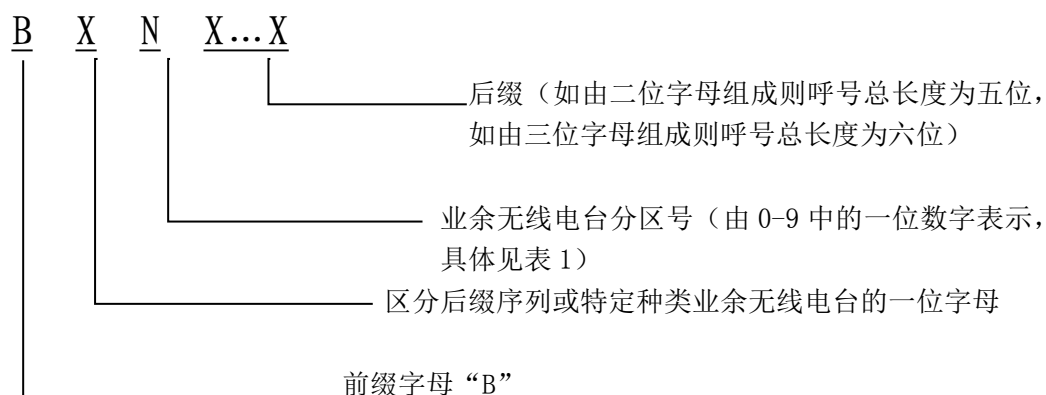 B X N X...X
后缀（如由二位字母组成则呼号总长度为五位，
如由三位字母组成则呼号总长度为六位）
业余无线电台分区号（由 0-9 中的一位数字表示，
具体见表 1）
区分后缀序列或特定种类业余无线电台的一位字母
前缀字母“B”